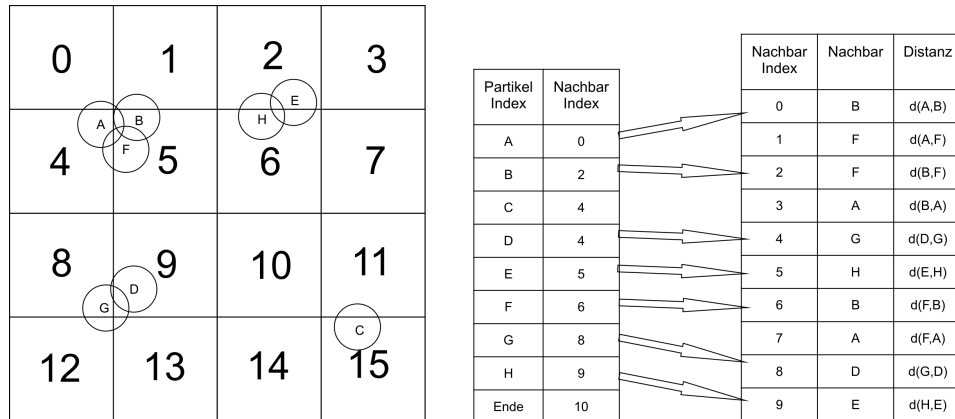 0 1 2 3
E
H
A B
F
4 5 6 7
8 9 10 11
D
G
C
12 13 14 15
Partikel Index Nachbar Index
A 0
B 2
C 4
D 4
E 5
F 6
G 8
H 9
Ende 10
Nachbar Index Nachbar Distanz
0 B d(A,B)
1 F d(A,F)
2 F d(B,F)
3 A d(B,A)
4 G d(D,G)
5 H d(E,H)
6 B d(F,B)
7 A d(F,A)
8 D d(G,D)
9 E d(H,E)